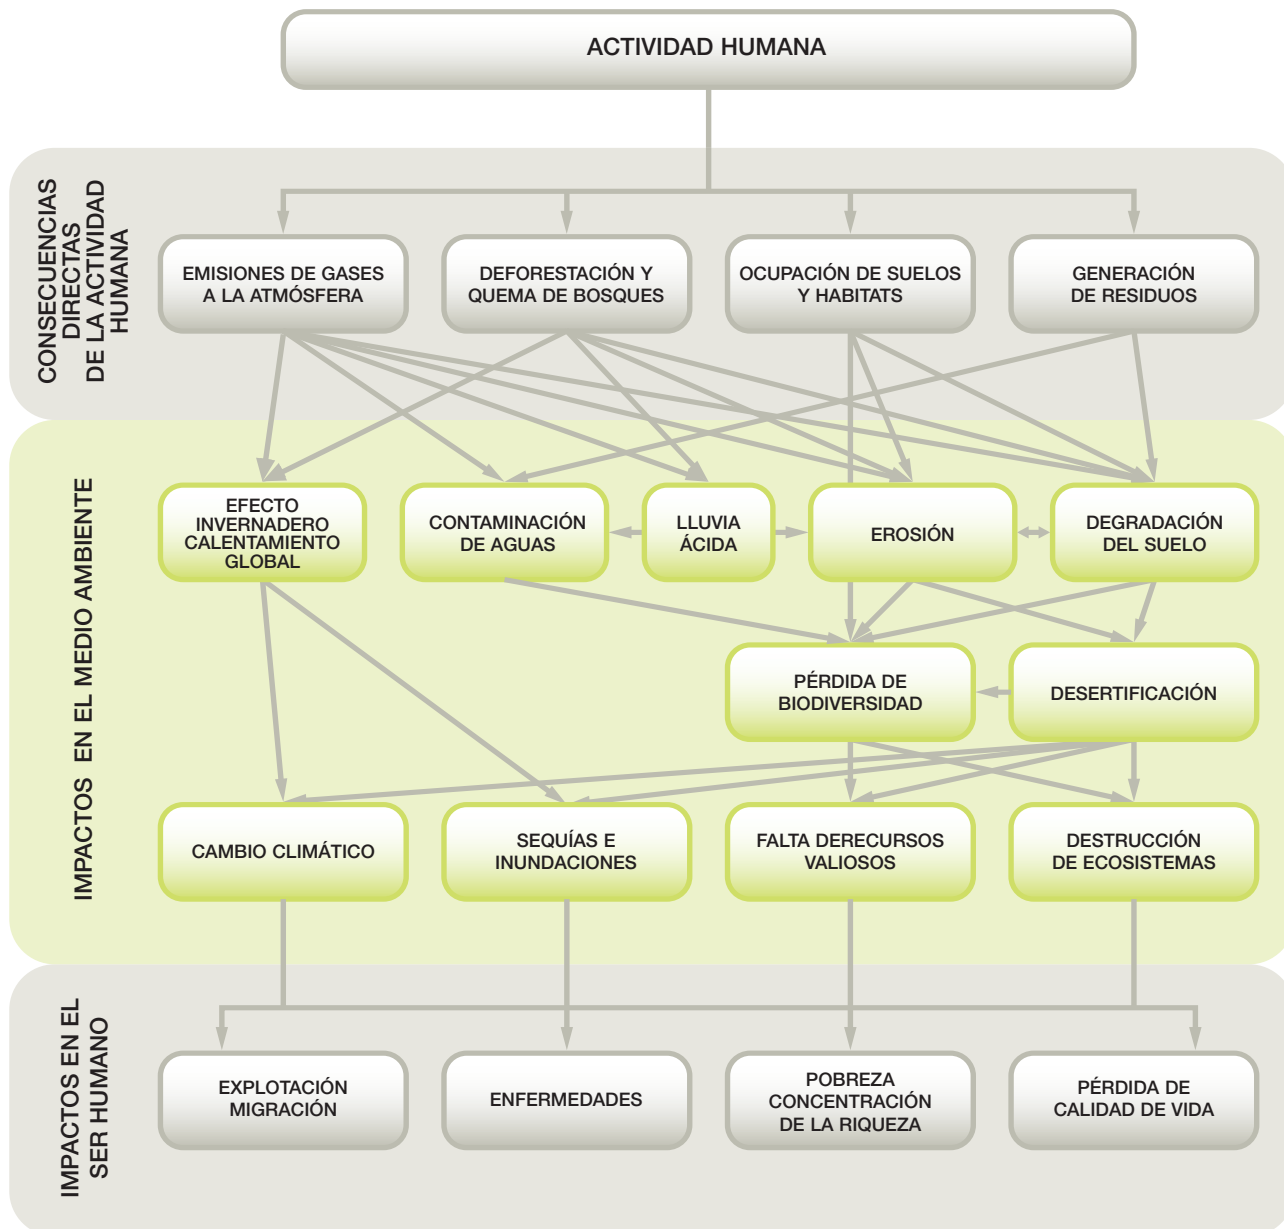 ACTIVIDAD HUMANA
CONSECUENCIAS
DIRECTAS
DE LA ACTIVIDAD
HUMANA
EMISIONES DE GASES
A LA ATMÓSFERA
DEFORESTACIÓN Y
QUEMA DE BOSQUES
OCUPACIÓN DE SUELOS
Y HABITATS
GENERACIÓN
DE RESIDUOS
IMPACTOS EN EL MEDIO AMBIENTE
EFECTO
INVERNADERO
CALENTAMIENTO
GLOBAL
CONTAMINACIÓN
DE AGUAS
LLUVIA
ÁCIDA
EROSIÓN
DEGRADACIÓN
DEL SUELO
PÉRDIDA DE
BIODIVERSIDAD
DESERTIFICACIÓN
CAMBIO CLIMÁTICO
SEQUÍAS E
INUNDACIONES
FALTA DERECURSOS
VALIOSOS
DESTRUCCIÓN
DE ECOSISTEMAS
IMPACTOS EN EL
SER HUMANO
EXPLOTACIÓN
MIGRACIÓN
ENFERMEDADES
POBREZA
CONCENTRACIÓN
DE LA RIQUEZA
PÉRDIDA DE
CALIDAD DE VIDA